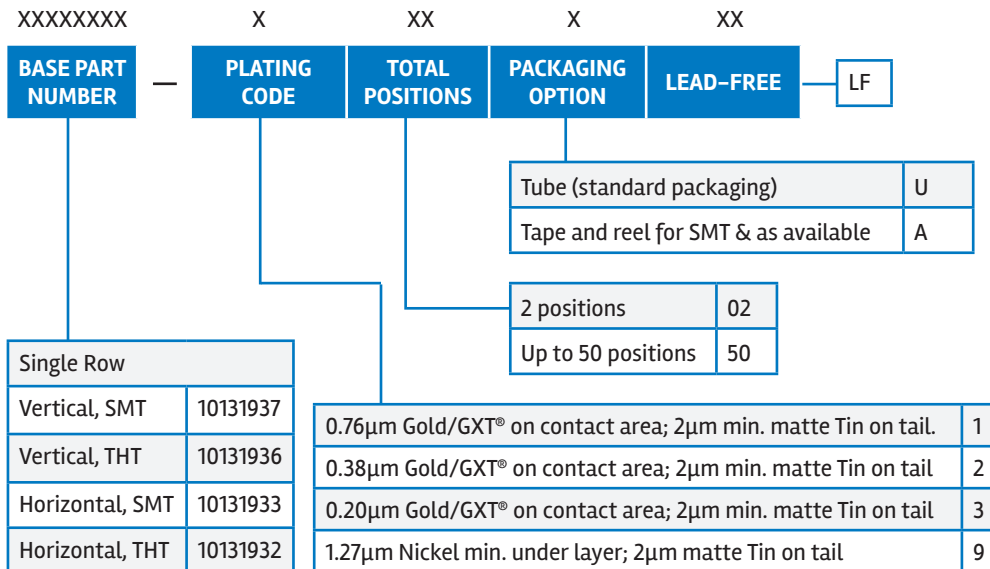 XXXXXXXX X XX X XX
BASE PART NUMBER — PLATING CODE TOTAL POSITIONS PACKAGING OPTION LEAD-FREE LF
Tube (standard packaging) U
Tape and reel for SMT & as available A
2 positions 02
Up to 50 positions 50
Single Row
Vertical, SMT 10131937
Vertical, THT 10131936
Horizontal, SMT 10131933
Horizontal, THT 10131932
0.76µm Gold/GXT® on contact area; 2µm min. matte Tin on tail. 1
0.38µm Gold/GXT® on contact area; 2µm min. matte Tin on tail 2
0.20µm Gold/GXT® on contact area; 2µm min. matte Tin on tail 3
1.27µm Nickel min. under layer; 2µm matte Tin on tail 9